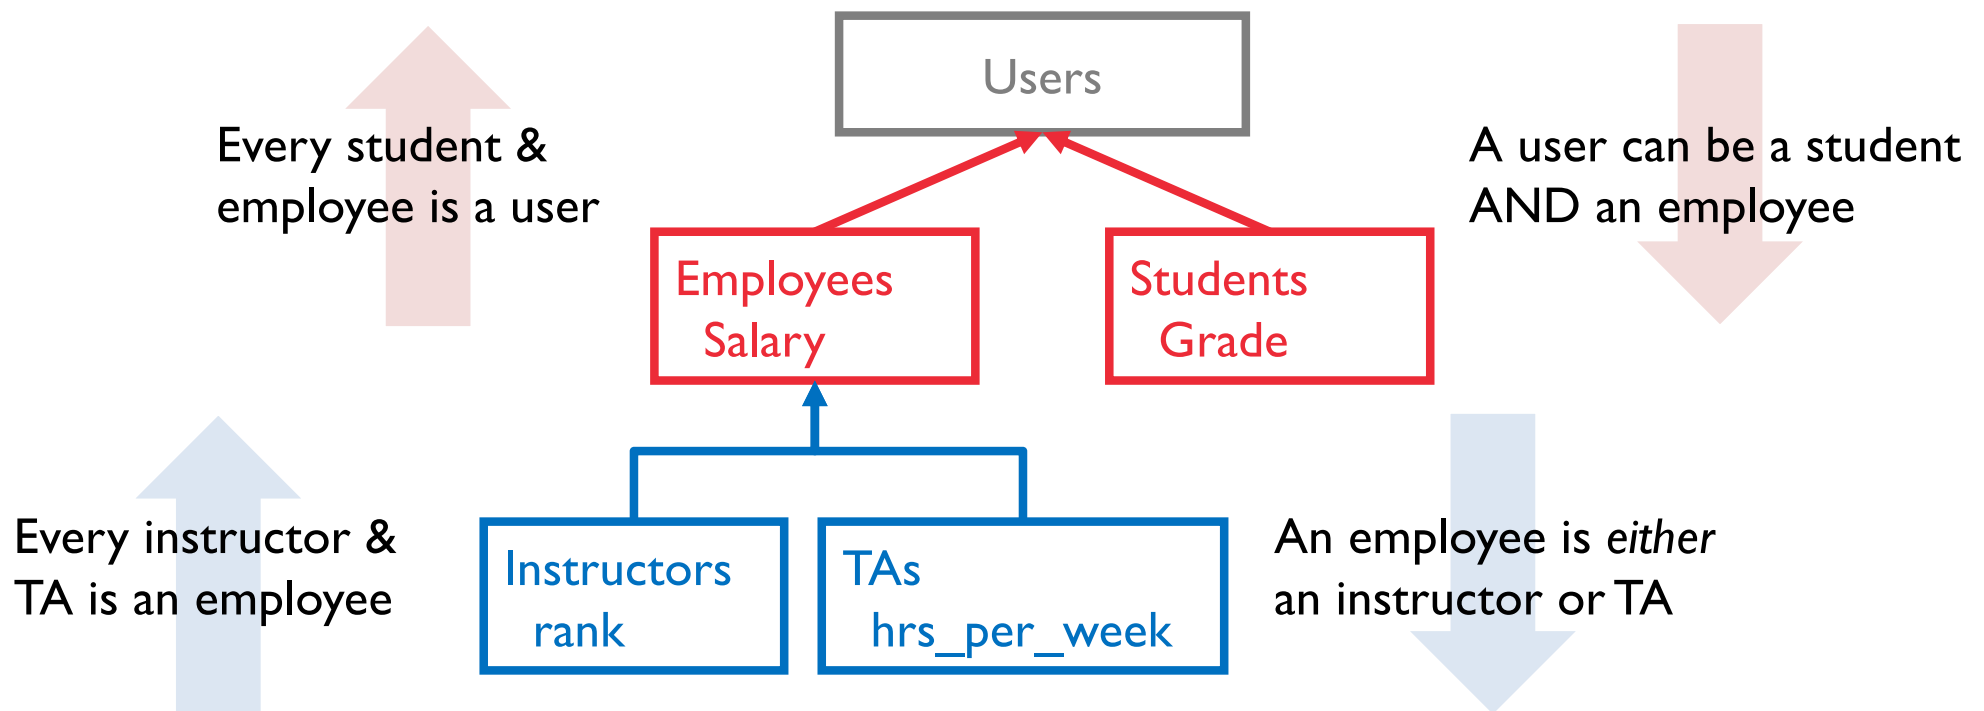 Users
Every student &
employee is a user
A user can be a student
AND an employee
Employees
Salary
Students
Grade
Every instructor &
TA is an employee
Instructors
rank
TAs
hrs_per_week
An employee is either
an instructor or TA